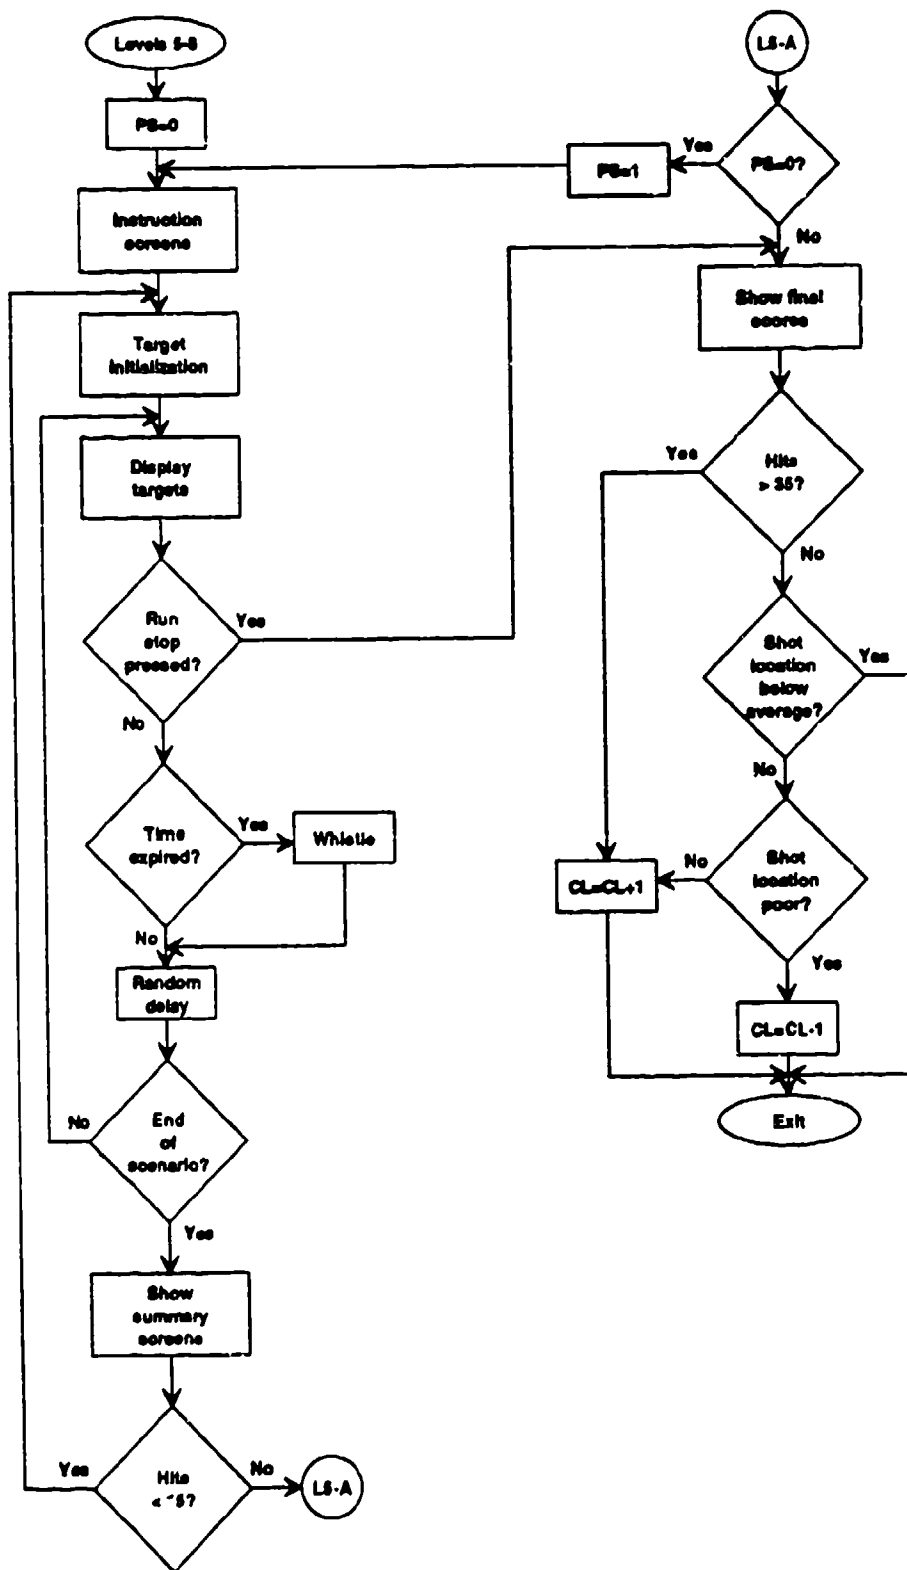 Levels 5-8
PS=0
Instruction
screens
Target
initialization
Display
targets
Run
stop
pressed?
Yes
No
Time
expired?
Yes
Whistle
No
Random
delay
End
of
scenario?
No
Yes
Show
summary
screens
Hits
Yes
No
L5-A
L5-A
PS=0?
Yes
PS=1
No
Show final
scores
Hits
> 35?
Yes
No
Shot
location
below
average?
Yes
No
Shot
location
poor?
No
CL=CL+1
Yes
CL=CL-1
Exit